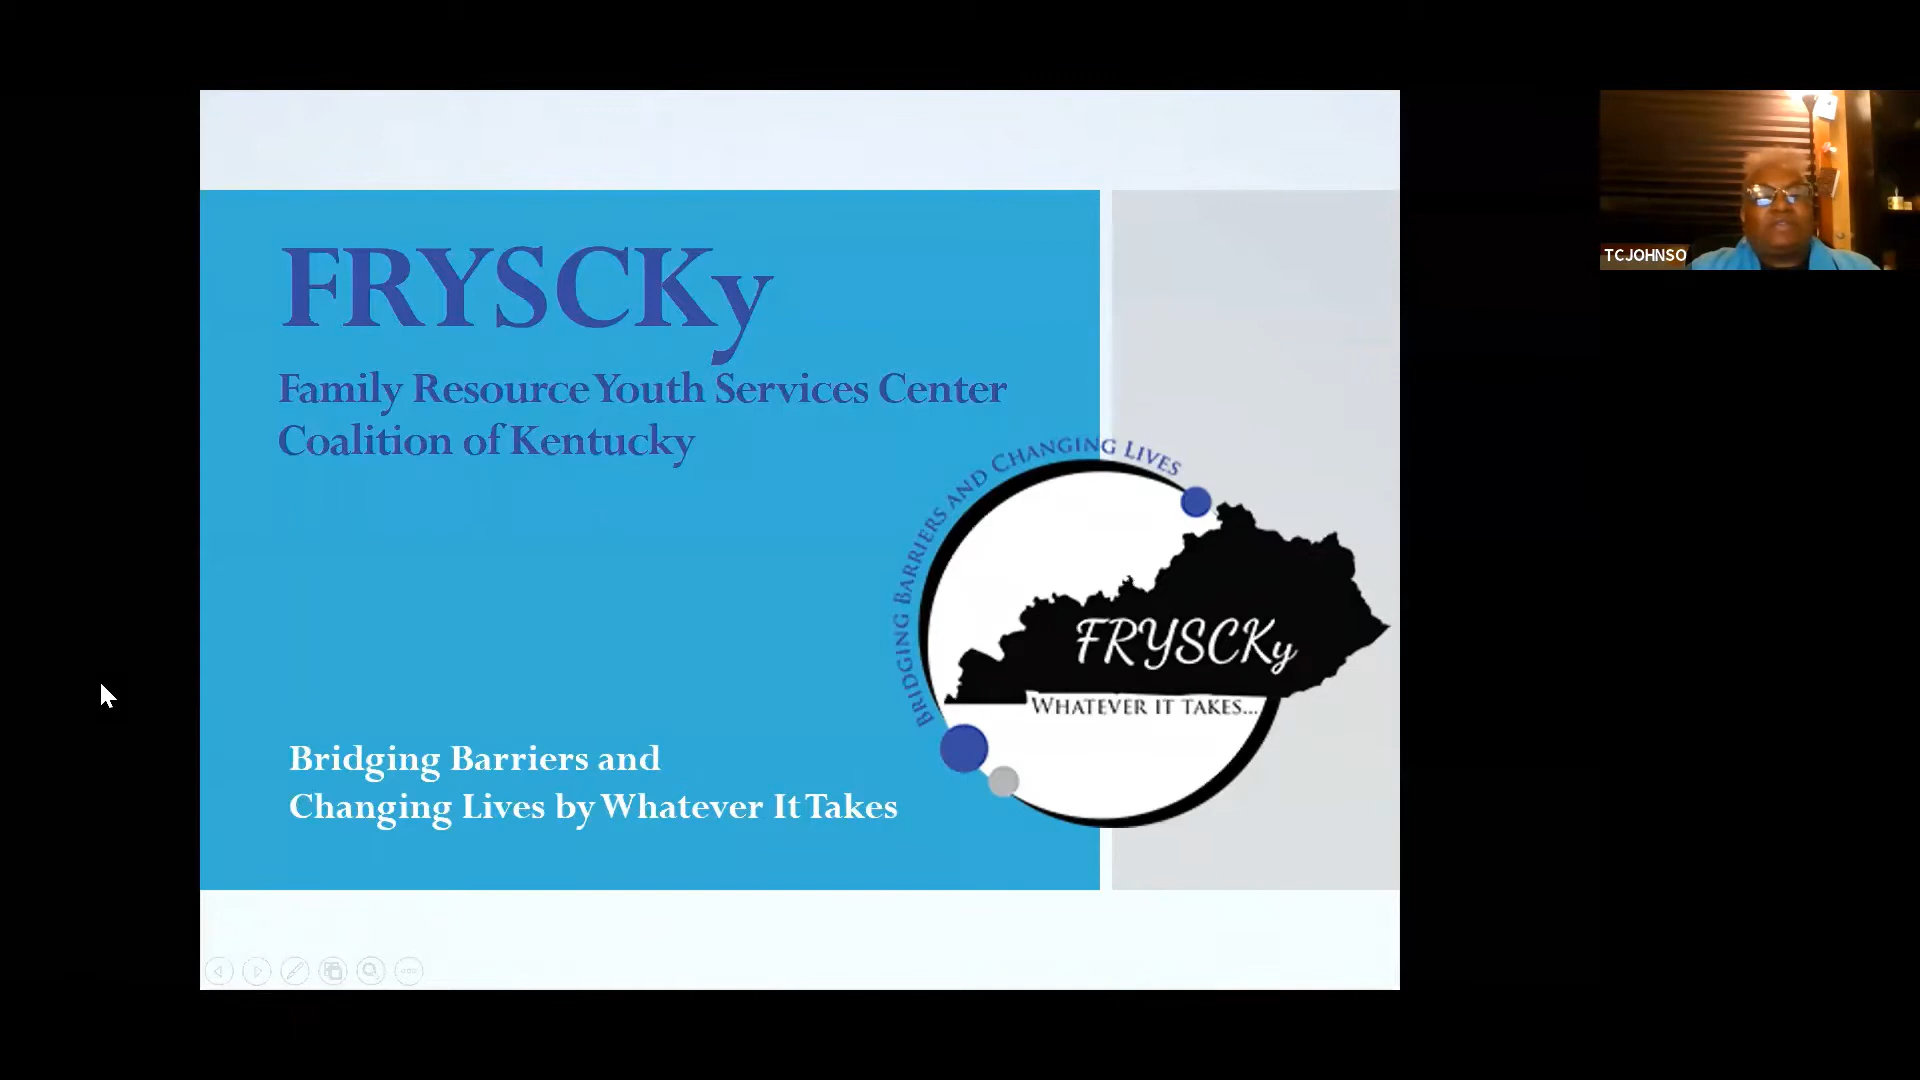 FRYSCKy
Family Resource Youth Services Center
Coalition of Kentucky
BRIDGING BARRIERS AND CHANGING LIVES
FRYSCKy
WHATEVER IT TAKES...
Bridging Barriers and
Changing Lives by Whatever It Takes
TCJOHNSO